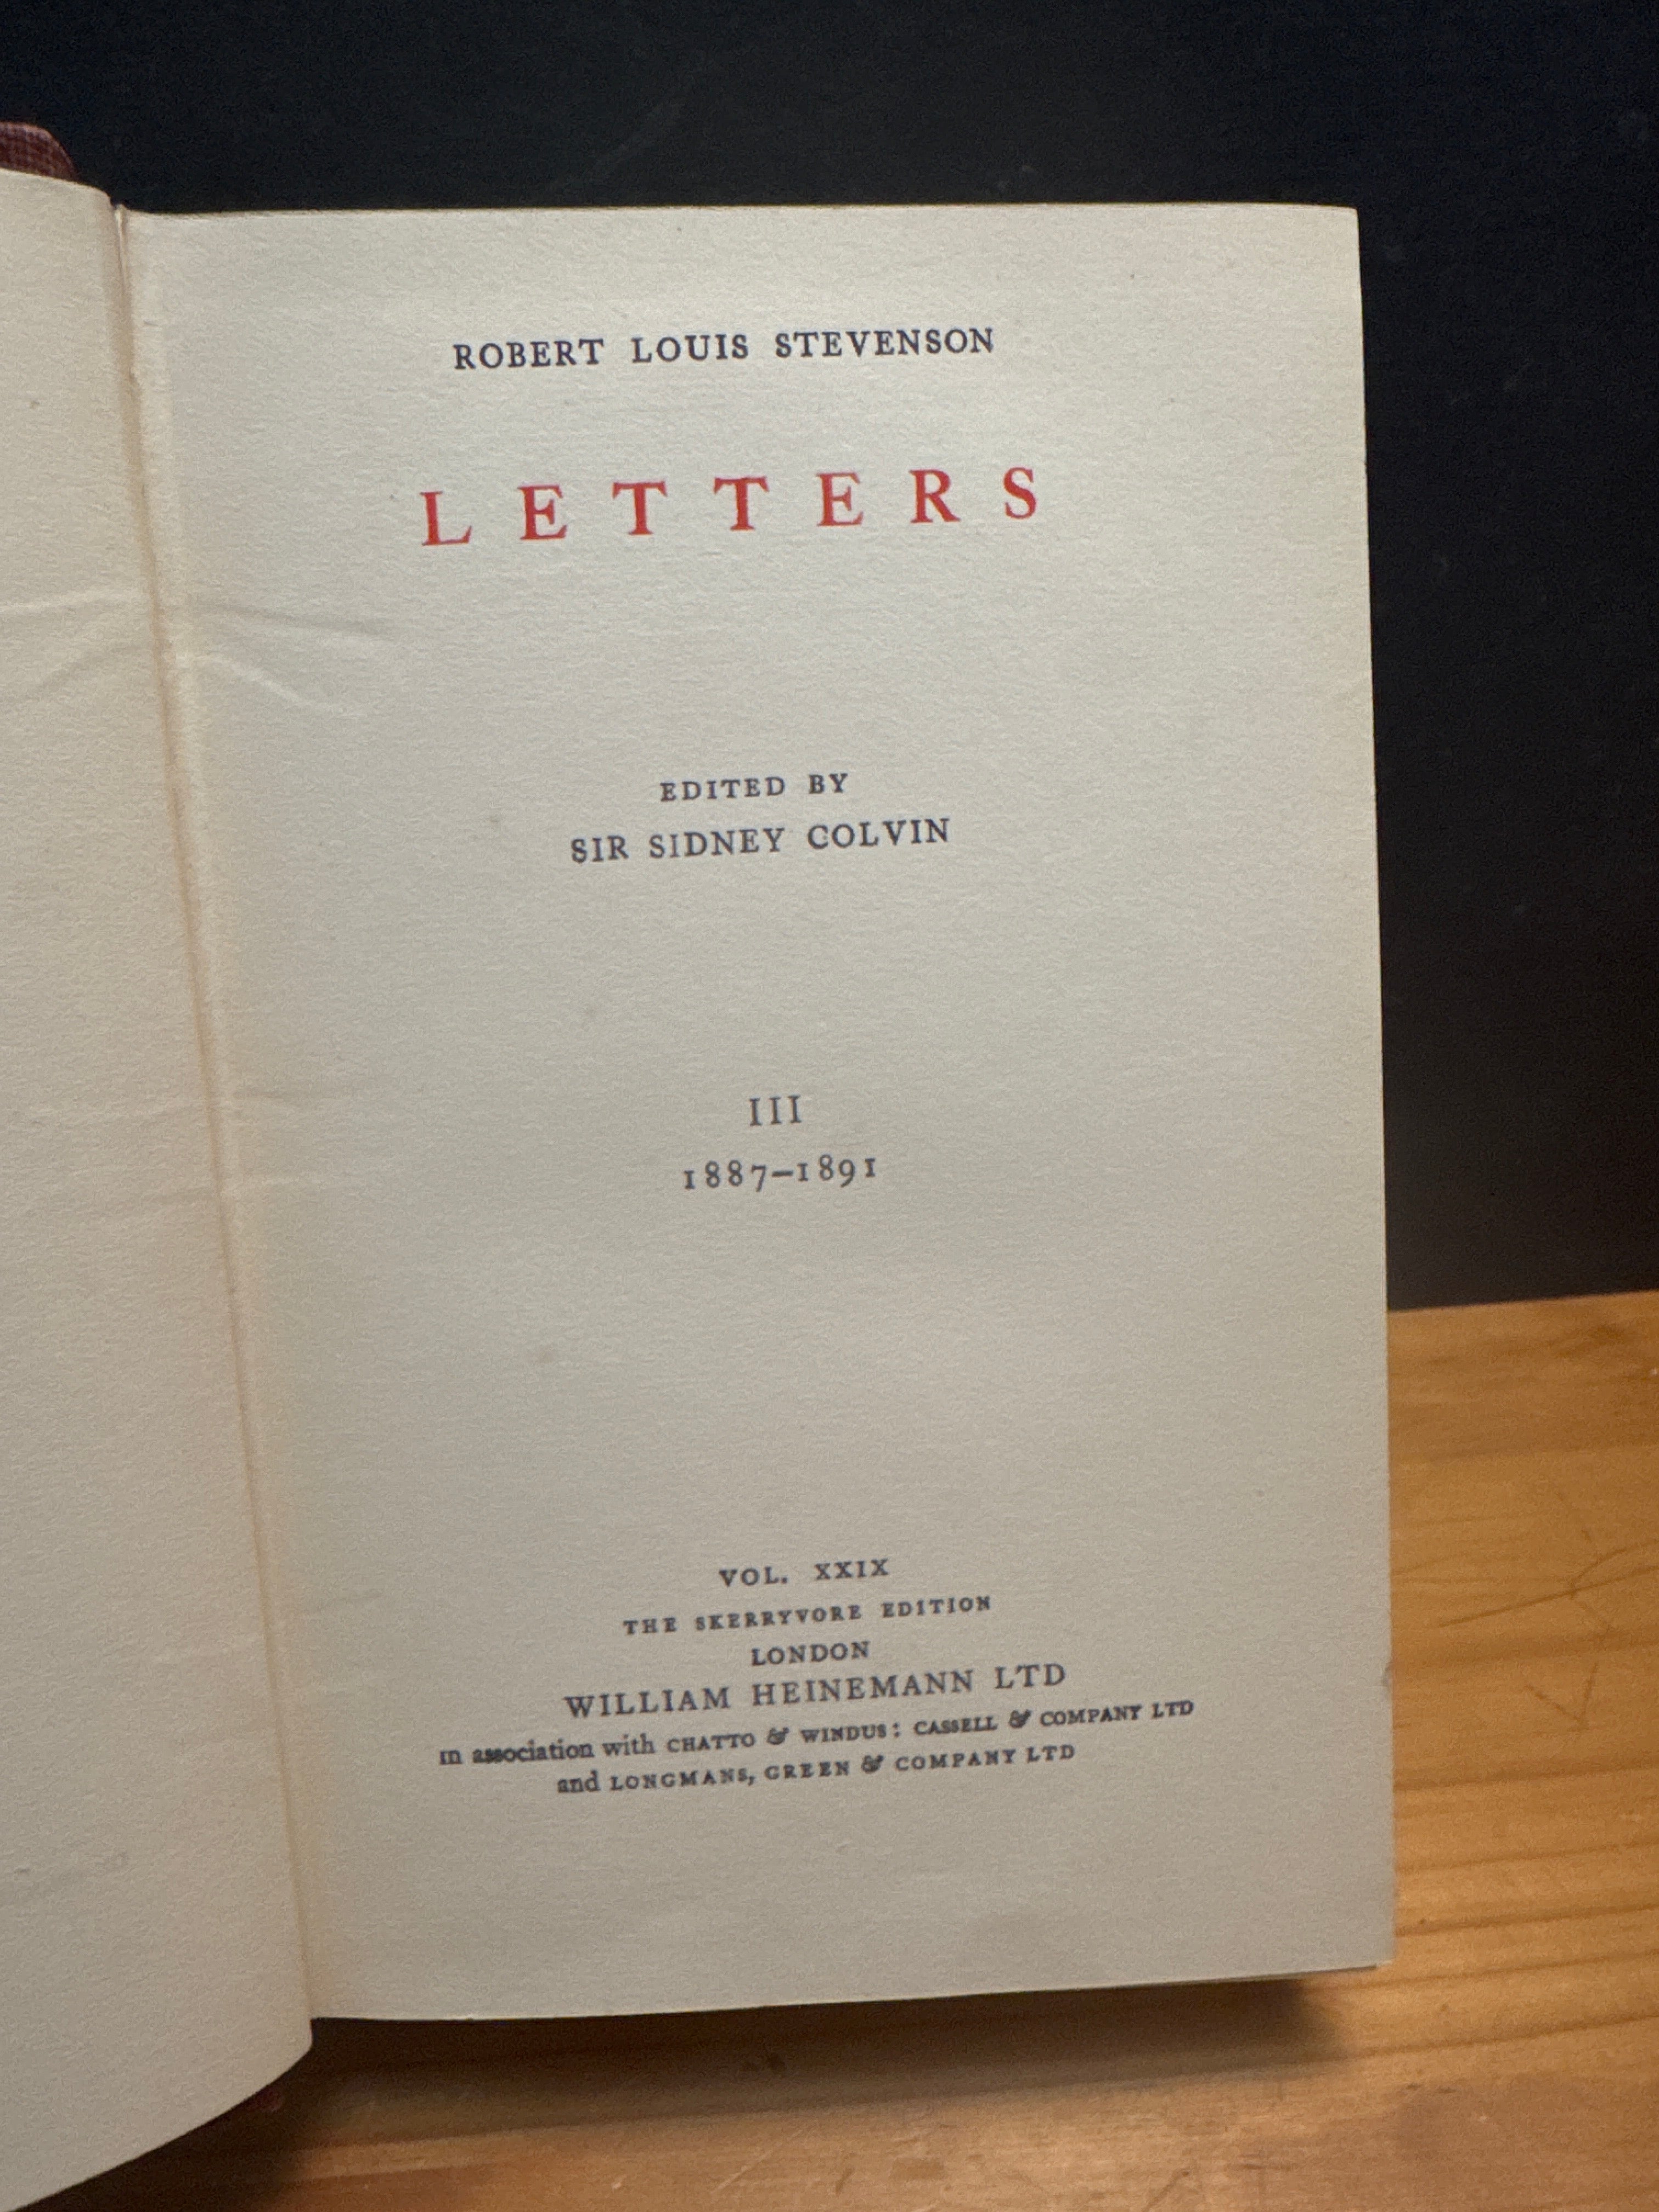 ROBERT LOUIS STEVENSON
LETTERS
EDITED BY
SIR SIDNEY COLVIN
III
1887–1891
VOL. XXIX
THE SKERRYVORE EDITION
LONDON
WILLIAM HEINEMANN LTD
in association with CHATTO & WINDUS: CASSELL & COMPANY LTD
and LONGMANS, GREEN & COMPANY LTD